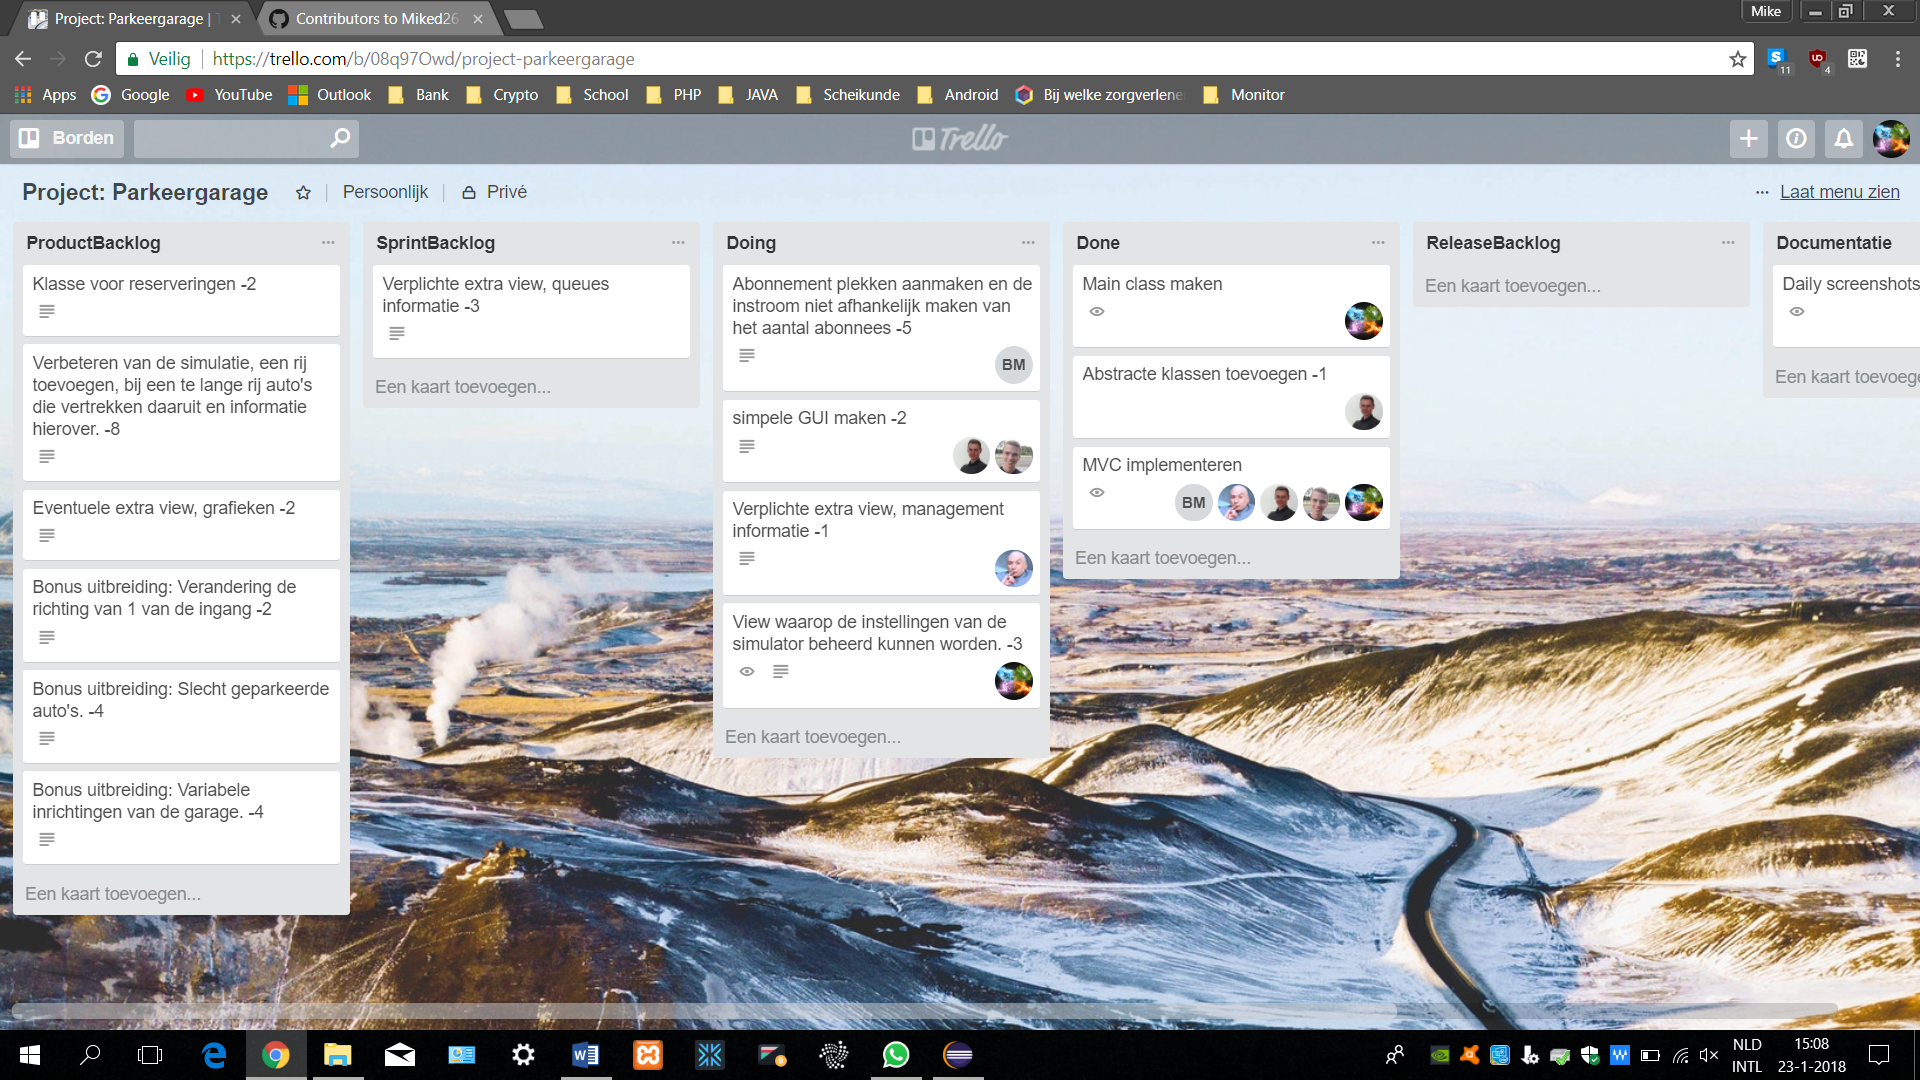 Project: Parkeergarage | T
Contributors to Miked26
Mike
Veilig
https://trello.com/b/08q97Owd/project-parkeergarage
11
4
Apps
Google
YouTube
Outlook
Bank
Crypto
School
PHP
JAVA
Scheikunde
Android
Bij welke zorgverlene
Monitor
Borden
Trello
Project: Parkeergarage
Persoonlijk
Privé
... Laat menu zien
ProductBacklog
Klasse voor reserveringen -2
Verbeteren van de simulatie, een rij
toevoegen, bij een te lange rij auto's
die vertrekken daaruit en informatie
hierover. -8
Eventuele extra view, grafieken -2
Bonus uitbreiding: Verandering de
richting van 1 van de ingang -2
Bonus uitbreiding: Slecht geparkeerde
auto's. -4
Bonus uitbreiding: Variabele
inrichtingen van de garage. -4
Een kaart toevoegen...
SprintBacklog
Verplichte extra view, queues
informatie -3
Een kaart toevoegen...
Doing
Abonnement plekken aanmaken en de
instroom niet afhankelijk maken van
het aantal abonnees -5
BM
simpele GUI maken -2
Verplichte extra view, management
informatie -1
View waarop de instellingen van de
simulator beheerd kunnen worden. -3
Een kaart toevoegen...
Done
Main class maken
Abstracte klassen toevoegen -1
MVC implementeren
BM
Een kaart toevoegen...
ReleaseBacklog
Een kaart toevoegen...
Documentatie
Daily screenshots
Een kaart toevoege
NLD
INTL
15:08
23-1-2018